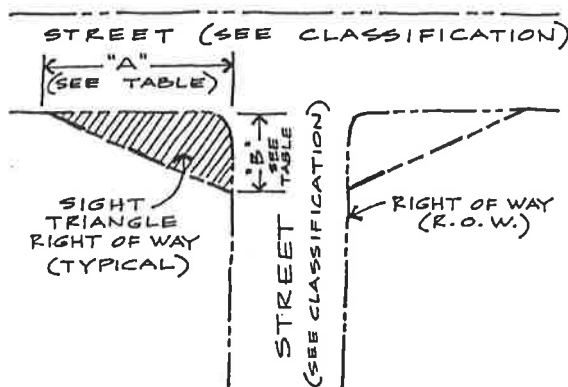 STREET (SEE CLASSIFICATION)
"A"
(SEE TABLE)
"B"
SEE
TABLE
SIGHT
TRIANGLE
RIGHT OF WAY
(TYPICAL)
STREET
(SEE CLASSIFICATION)
RIGHT OF WAY
(R.O.W.)